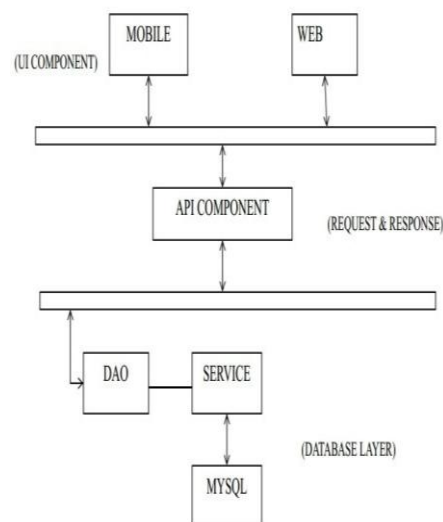 MOBILE
WEB
(UI COMPONENT)
API COMPONENT
(REQUEST & RESPONSE)
DAO
SERVICE
(DATABASE LAYER)
MYSQL